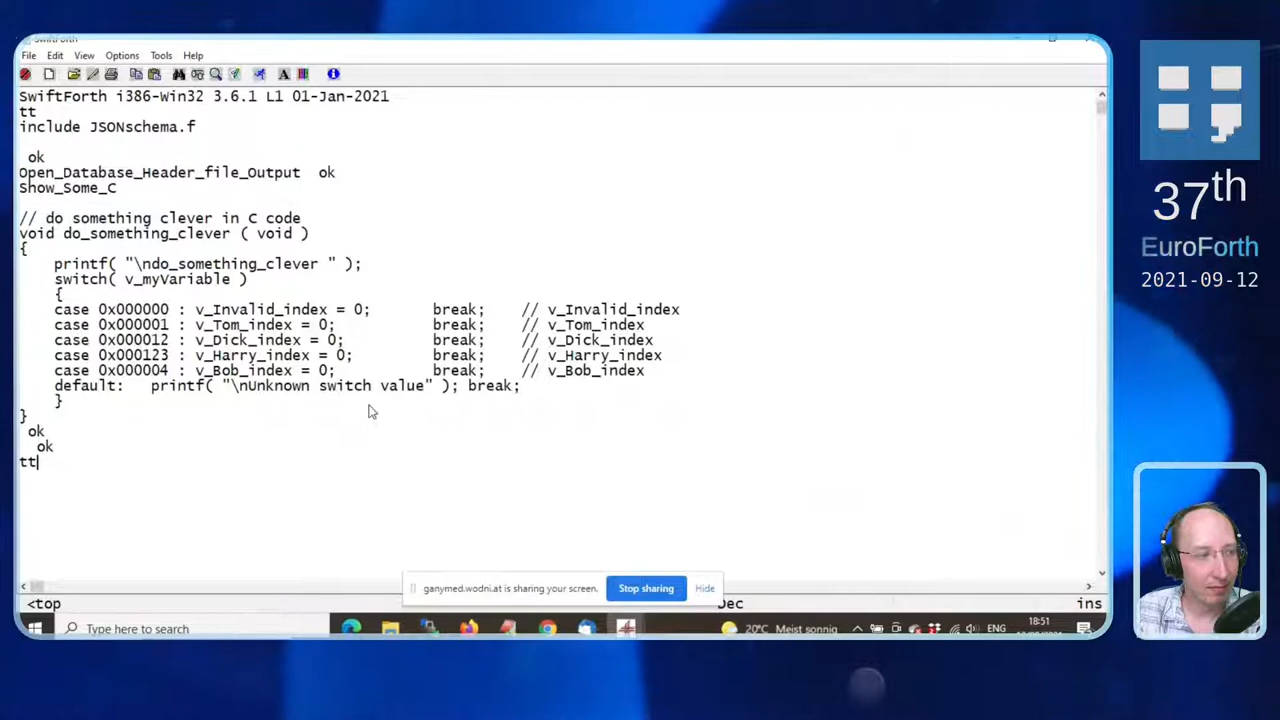 SwiftForth
File Edit View Options Tools Help
SwiftForth i386-Win32 3.6.1 L1 01-Jan-2021
tt
include JSONschema.f
ok
Open_Database_Header_file_Output ok
Show_Some_C
// do something clever in C code
void do_something_clever ( void )
{
printf( "\ndo_something_clever " );
switch( v_myVariable )
{
case 0x000000 : v_Invalid_index = 0; break; // v_Invalid_index
case 0x000001 : v_Tom_index = 0; break; // v_Tom_index
case 0x000012 : v_Dick_index = 0; break; // v_Dick_index
case 0x000123 : v_Harry_index = 0; break; // v_Harry_index
case 0x000004 : v_Bob_index = 0; break; // v_Bob_index
default: printf( "\nUnknown switch value" ); break;
}
}
ok
ok
tt
ganymed.wodni.at is sharing your screen. Stop sharing Hide
<top Dec ins
Type here to search
20°C Meist sonnig ENG 18:51
37th
EuroForth
2021-09-12